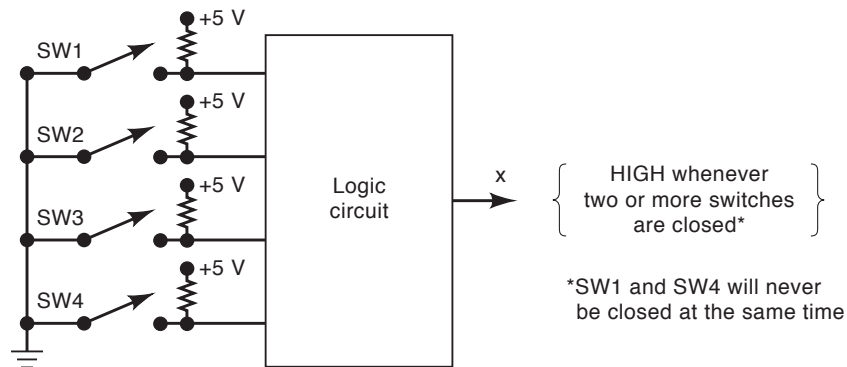 +5 V
SW1
+5 V
SW2
+5 V
SW3
+5 V
SW4
Logic
circuit
x
HIGH whenever
two or more switches
are closed*
*SW1 and SW4 will never
be closed at the same time